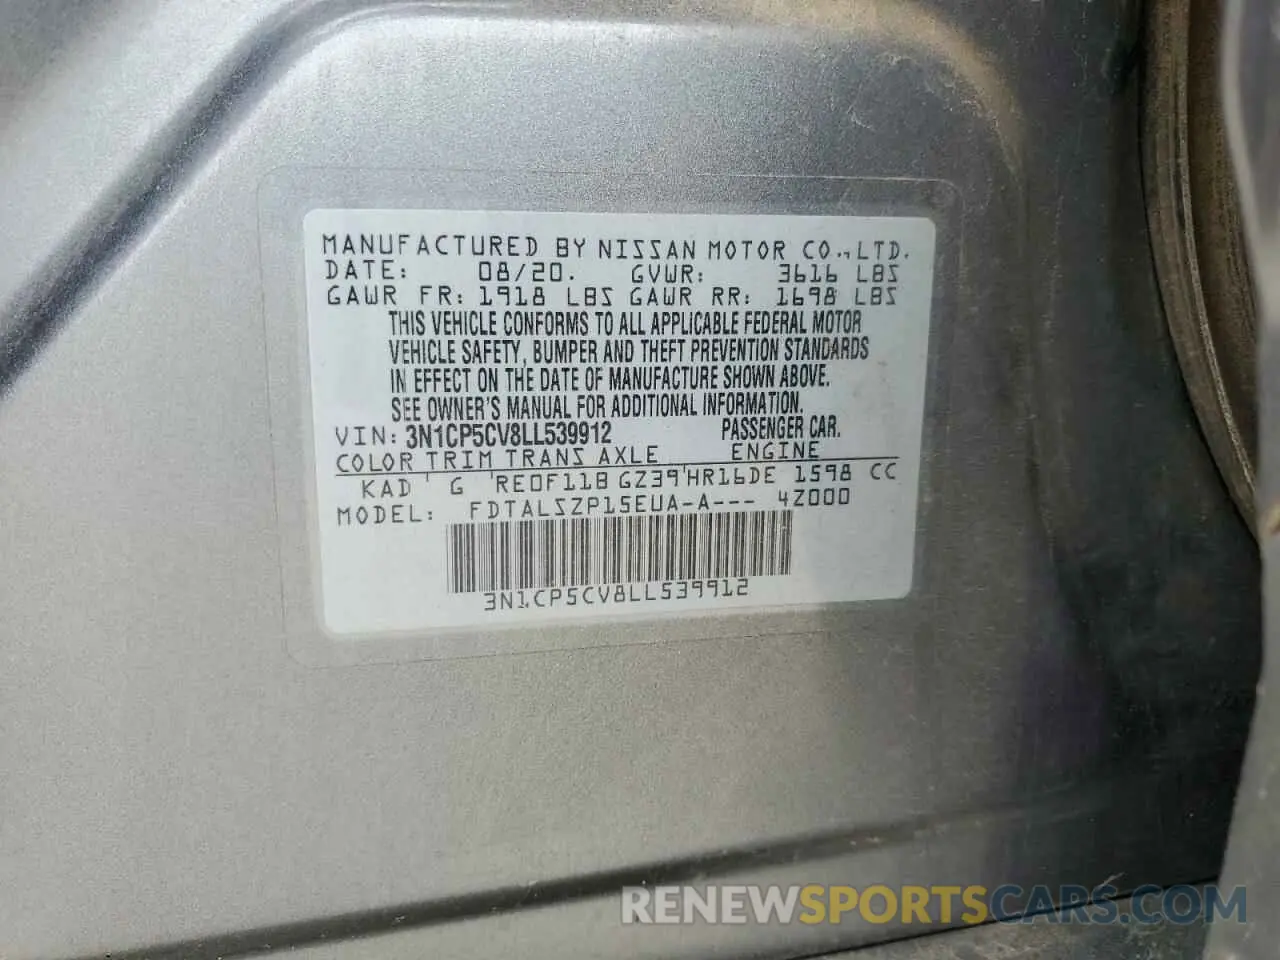 MANUFACTURED BY NISSAN MOTOR CO., LTD.
DATE: 08/20. GVWR: 3616 LBS
GAWR FR: 1918 LBS GAWR RR: 1698 LBS
THIS VEHICLE CONFORMS TO ALL APPLICABLE FEDERAL MOTOR
VEHICLE SAFETY, BUMPER AND THEFT PREVENTION STANDARDS
IN EFFECT ON THE DATE OF MANUFACTURE SHOWN ABOVE.
SEE OWNER'S MANUAL FOR ADDITIONAL INFORMATION.
VIN: 3N1CP5CV8LL539912 PASSENGER CAR.
COLOR TRIM TRANS AXLE ENGINE
KAD ' G 'RE0F11B GZ39'HR16DE 1598 CC
MODEL: FDTALSZP15EUA-A--- 4Z000
3N1CP5CV8LL539912
RENEWSPORTSCARS.COM